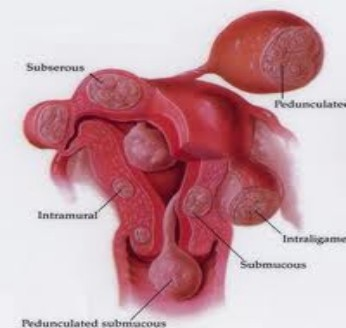 Subserous
Pedunculated
Intramural
Intraligame
Submucous
Pedunculated submucous